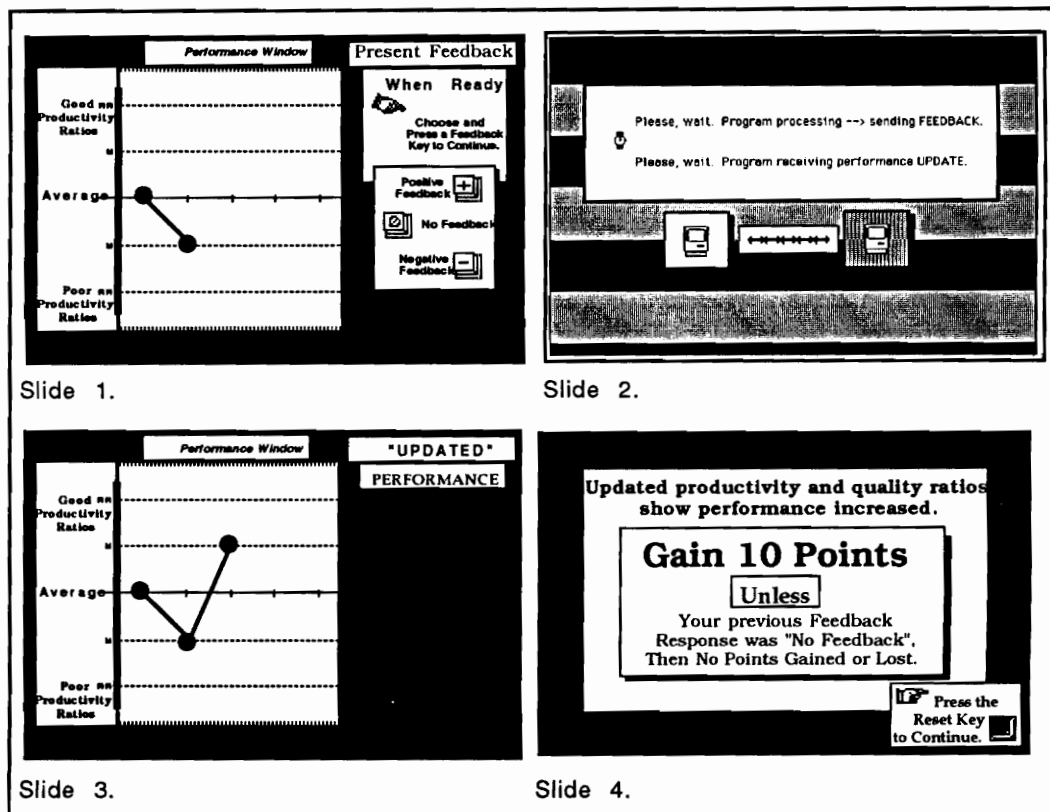 Performance Window
Present Feedback
Good nn
Productivity
Ratios
M
Average
M
Poor nn
Productivity
Ratios
When Ready
Choose and
Press a Feedback
Key to Continue.
Positive
Feedback
No Feedback
Negative
Feedback
Slide 1.
Please, wait. Program processing --> sending FEEDBACK.
Please, wait. Program receiving performance UPDATE.
Slide 2.
Performance Window
"UPDATED"
PERFORMANCE
Good nn
Productivity
Ratios
M
Average
M
Poor nn
Productivity
Ratios
Slide 3.
Updated productivity and quality ratios
show performance increased.
Gain 10 Points
Unless
Your previous Feedback
Response was "No Feedback",
Then No Points Gained or Lost.
Press the
Reset Key
to Continue.
Slide 4.